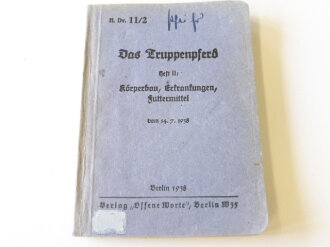 H. Dv. 11/2
Das Truppenpferd
Heft II:
Körperbau, Erkrankungen,
Futtermittel
Vom 14. 7. 1938
Berlin 1938
Verlag „Offene Worte“, Berlin W35